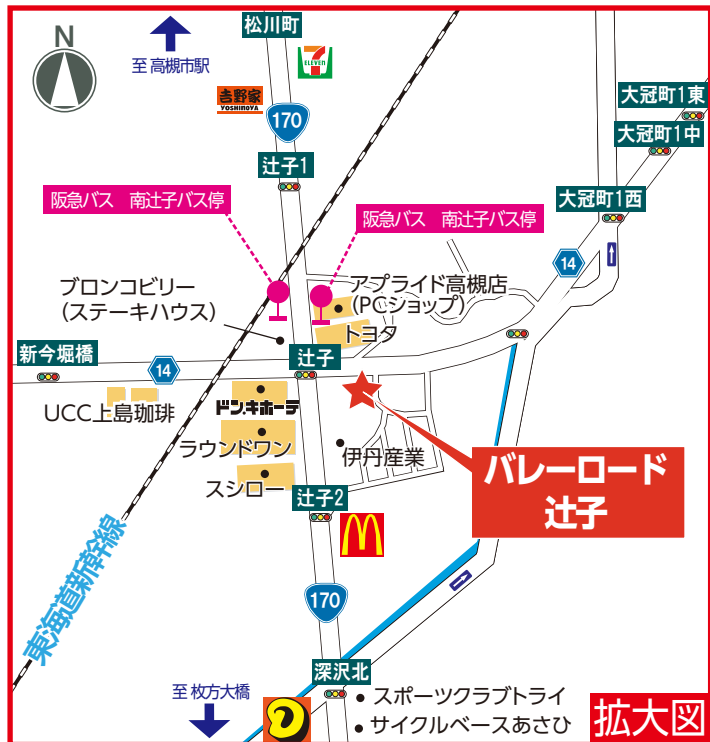 N
至 高槻市駅
松川町
7
ELEVEN
吉野家
YOSHINOYA
170
大冠町1東
大冠町1中
辻子1
大冠町1西
阪急バス 南辻子バス停
阪急バス 南辻子バス停
14
ブロンコビリー
(ステーキハウス)
アプライド高槻店
(PCショップ)
トヨタ
新今堀橋
14
辻子
UCC上島珈琲
ドンキホーテ
ラウンドワン
伊丹産業
スシロー
バレーロード
辻子
辻子2
M
東海道新幹線
170
深沢北
至 枚方大橋
• スポーツクラブトライ
• サイクルベースあさひ
拡大図